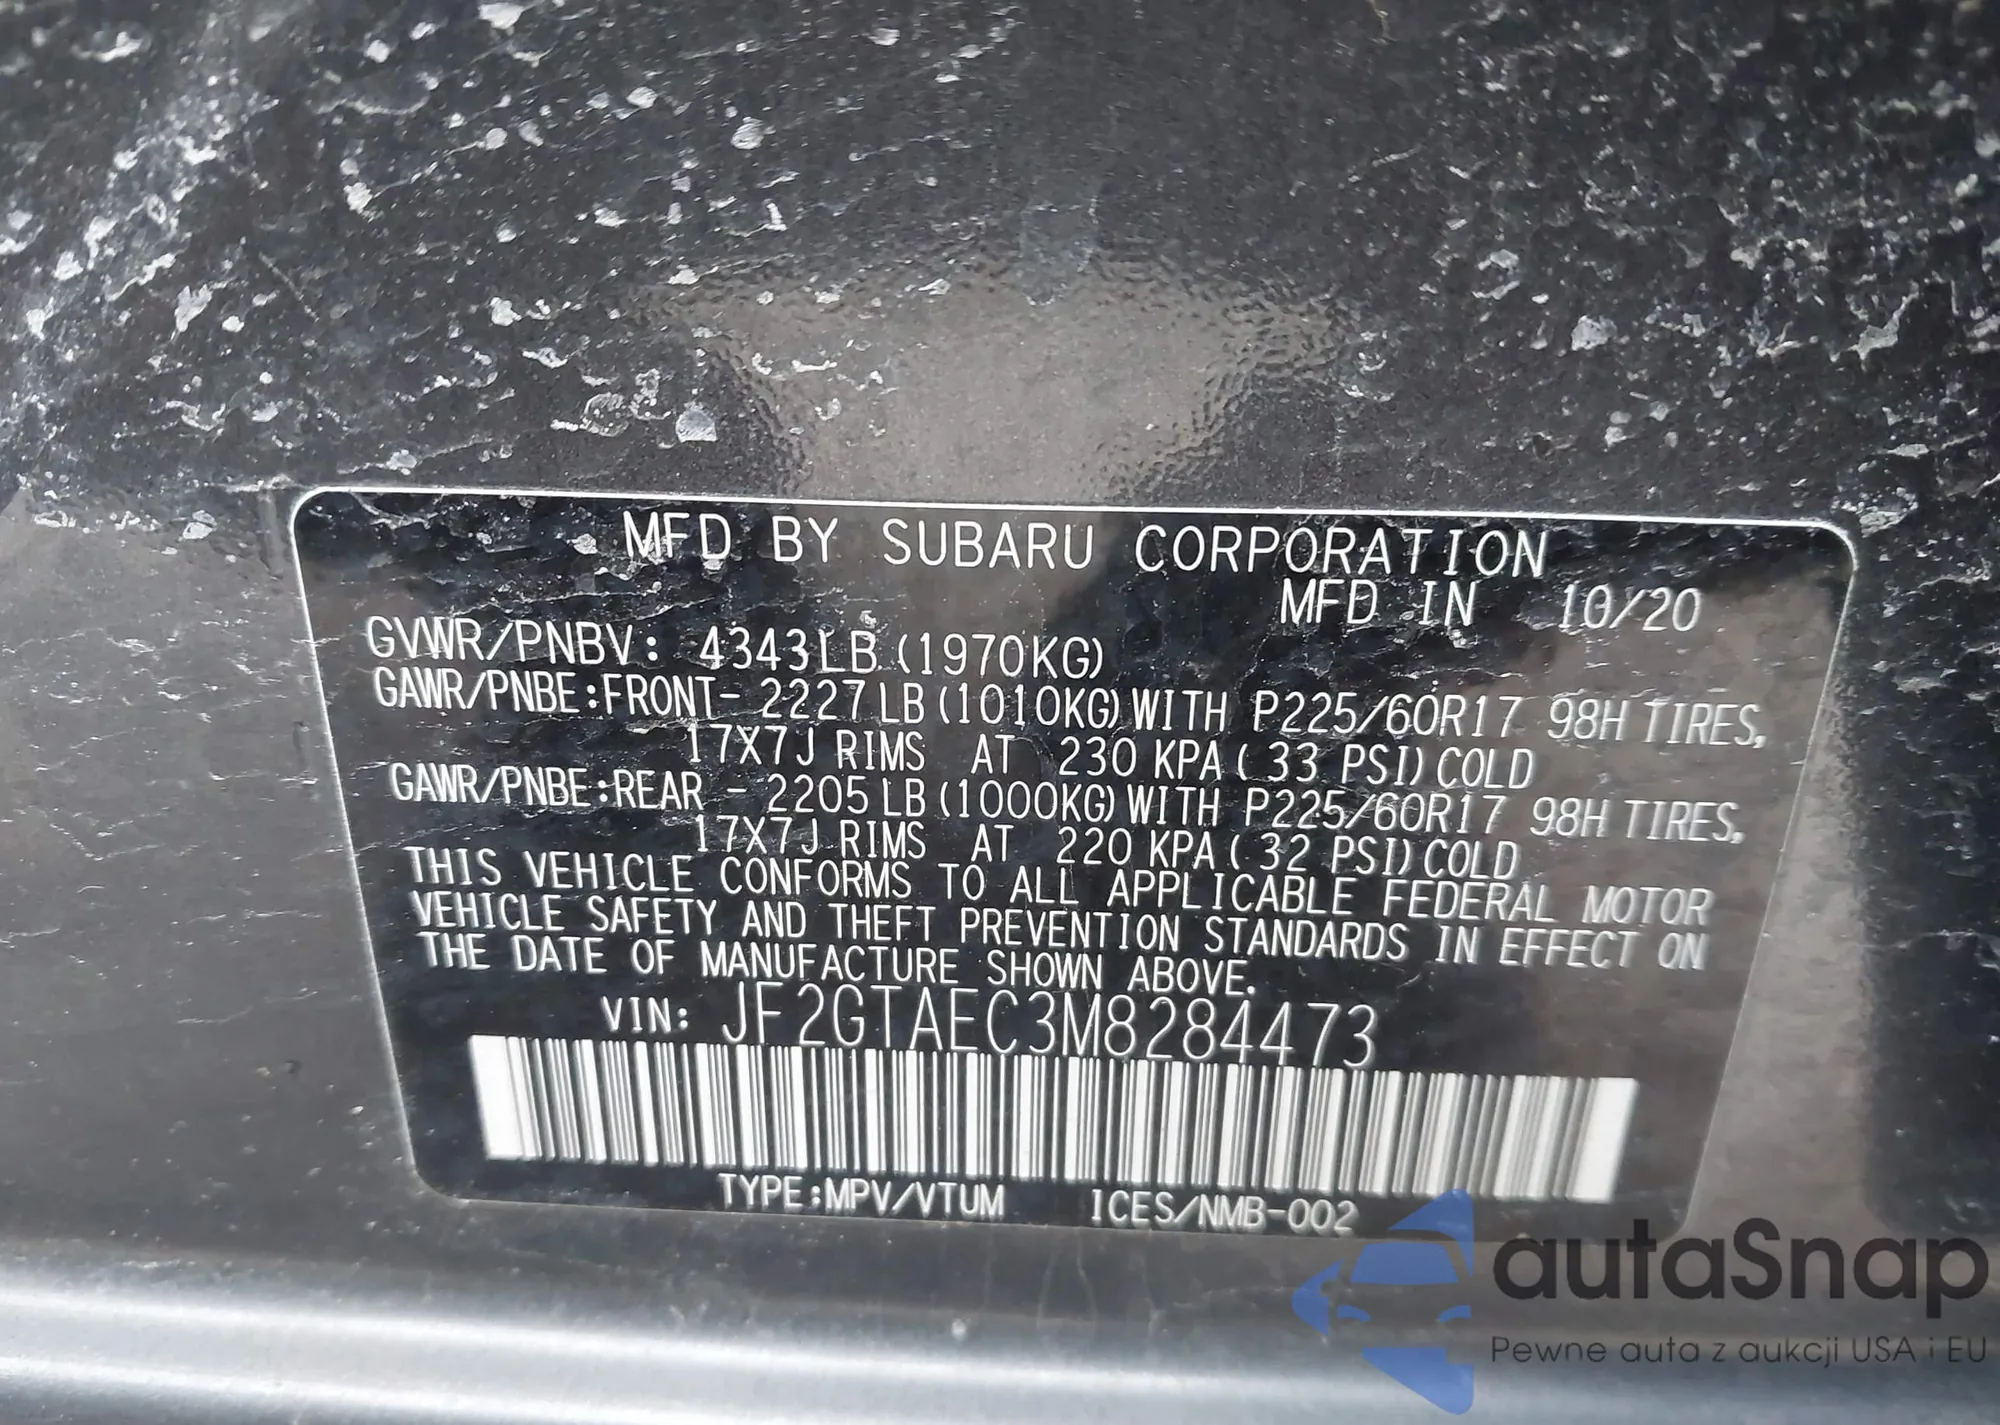 MFD BY SUBARU CORPORATION
MFD IN 10/20
GVWR/PNBV: 4343LB (1970KG)
GAWR/PNBE:FRONT- 2227LB (1010KG) WITH P225/60R17 98H TIRES,
17X7J RIMS AT 230 KPA ( 33 PSI) COLD
GAWR/PNBE:REAR - 2205LB (1000KG) WITH P225/60R17 98H TIRES,
17X7J RIMS AT 220 KPA ( 32 PSI) COLD
THIS VEHICLE CONFORMS TO ALL APPLICABLE FEDERAL MOTOR
VEHICLE SAFETY AND THEFT PREVENTION STANDARDS IN EFFECT ON
THE DATE OF MANUFACTURE SHOWN ABOVE.
VIN: JF2GTAEC3M8284473
TYPE:MPV/VTUM ICES/NMB-002
autaSnap
Pewne auta z aukcji USA i EU